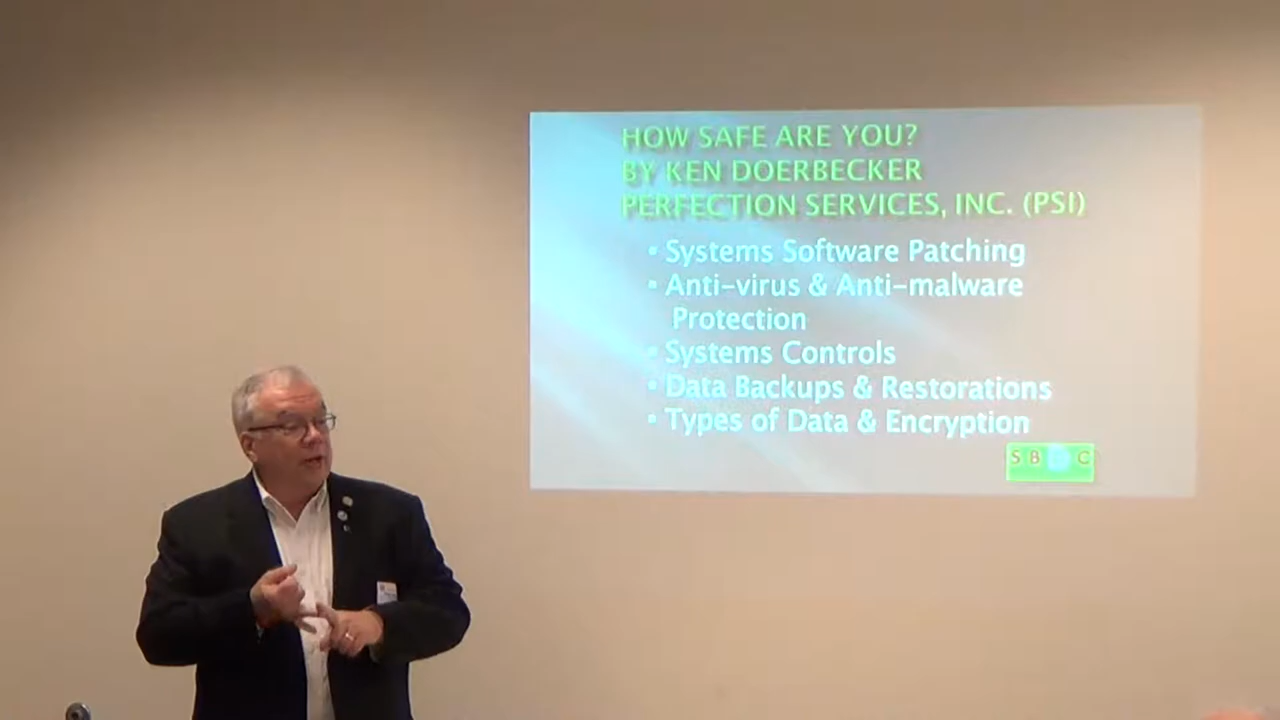 HOW SAFE ARE YOU?
BY KEN DOERBECKER
PERFECTION SERVICES, INC. (PSI)
• Systems Software Patching
• Anti-virus & Anti-malware
Protection
• Systems Controls
• Data Backups & Restorations
• Types of Data & Encryption
S B C